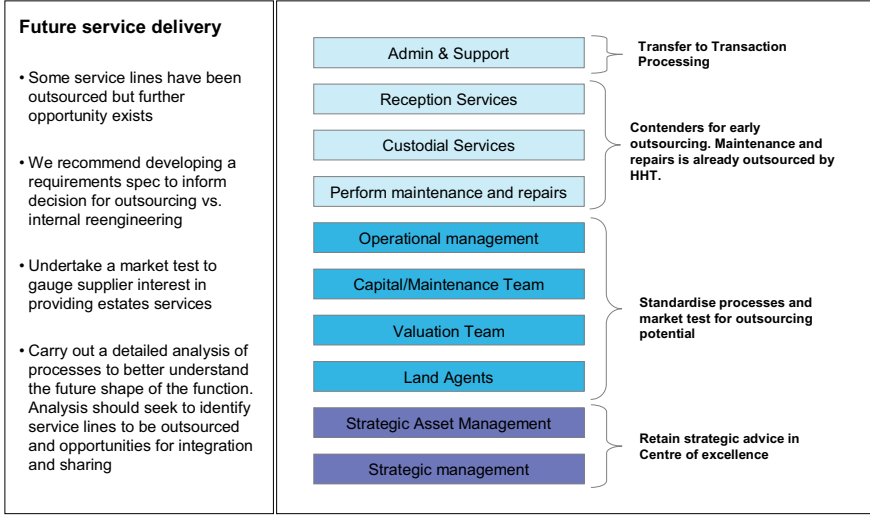 Future service delivery
• Some service lines have been
outsourced but further
opportunity exists
• We recommend developing a
requirements spec to inform
decision for outsourcing vs.
internal reengineering
• Undertake a market test to
gauge supplier interest in
providing estates services
• Carry out a detailed analysis of
processes to better understand
the future shape of the function.
Analysis should seek to identify
service lines to be outsourced
and opportunities for integration
and sharing
Admin & Support
Transfer to Transaction
Processing
Reception Services
Custodial Services
Perform maintenance and repairs
Contenders for early
outsourcing. Maintenance and
repairs is already outsourced by
HHT.
Operational management
Capital/Maintenance Team
Valuation Team
Land Agents
Standardise processes and
market test for outsourcing
potential
Strategic Asset Management
Strategic management
Retain strategic advice in
Centre of excellence